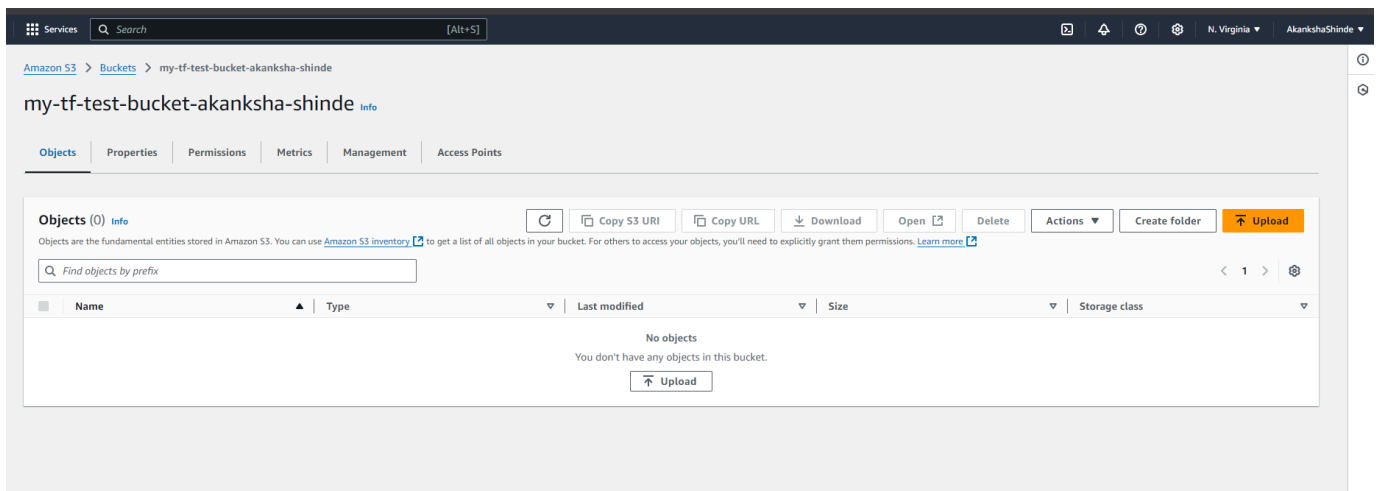 Services Search [Alt+S] N. Virginia AkankshaShinde
Amazon S3 > Buckets > my-tf-test-bucket-akanksha-shinde
my-tf-test-bucket-akanksha-shinde Info
Objects Properties Permissions Metrics Management Access Points
Objects (0) Info Copy S3 URI Copy URL Download Open Delete Actions Create folder Upload
Objects are the fundamental entities stored in Amazon S3. You can use Amazon S3 inventory to get a list of all objects in your bucket. For others to access your objects, you'll need to explicitly grant them permissions. Learn more
Find objects by prefix < 1 >
Name Type Last modified Size Storage class
No objects
You don't have any objects in this bucket.
Upload